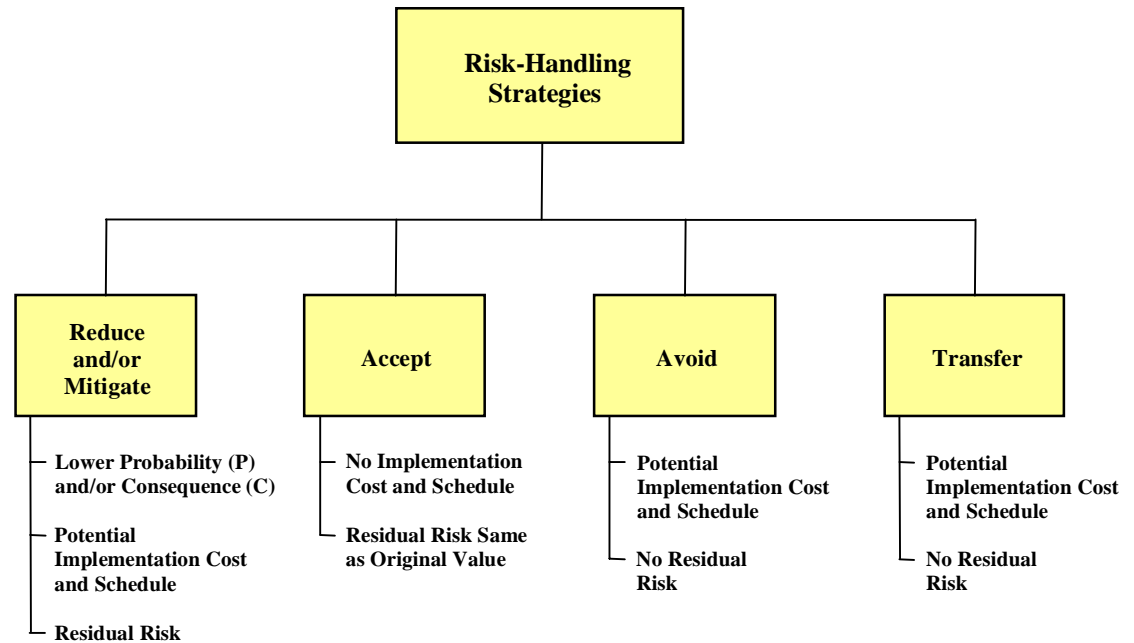 Risk-Handling
Strategies
Reduce
and/or
Mitigate
Accept
Avoid
Transfer
Lower Probability (P)
and/or Consequence (C)
Potential
Implementation Cost
and Schedule
Residual Risk
No Implementation
Cost and Schedule
Residual Risk Same
as Original Value
Potential
Implementation Cost
and Schedule
No Residual
Risk
Potential
Implementation Cost
and Schedule
No Residual
Risk